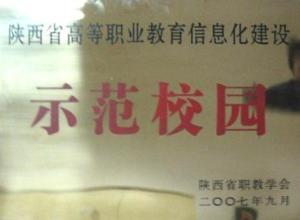 陕西省高等职业教育信息化建设
示范校园
陕西省职教学会
二〇〇七年九月